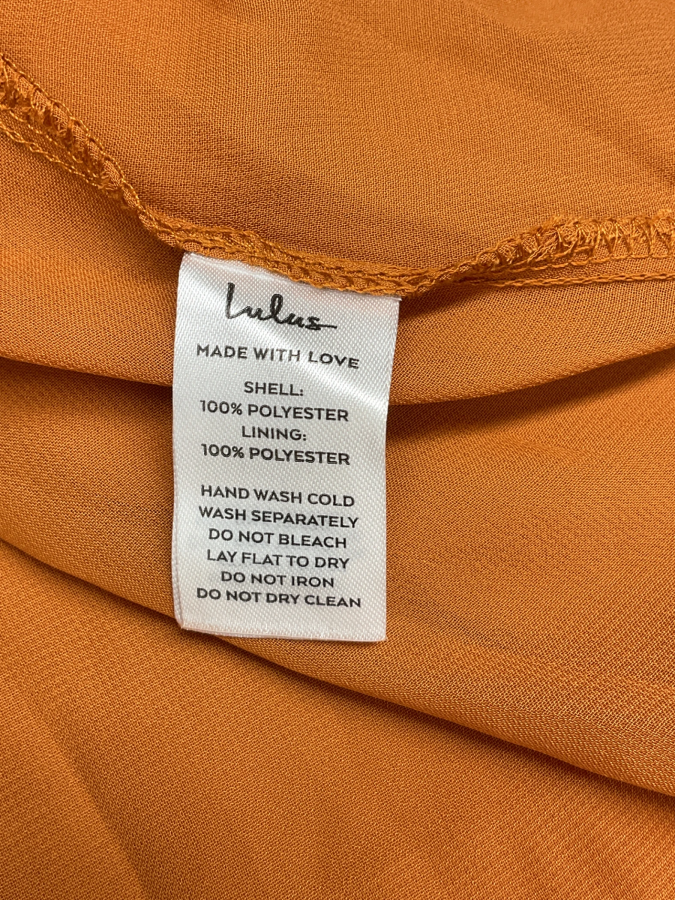 Lulus
MADE WITH LOVE
SHELL:
100% POLYESTER
LINING:
100% POLYESTER
HAND WASH COLD
WASH SEPARATELY
DO NOT BLEACH
LAY FLAT TO DRY
DO NOT IRON
DO NOT DRY CLEAN